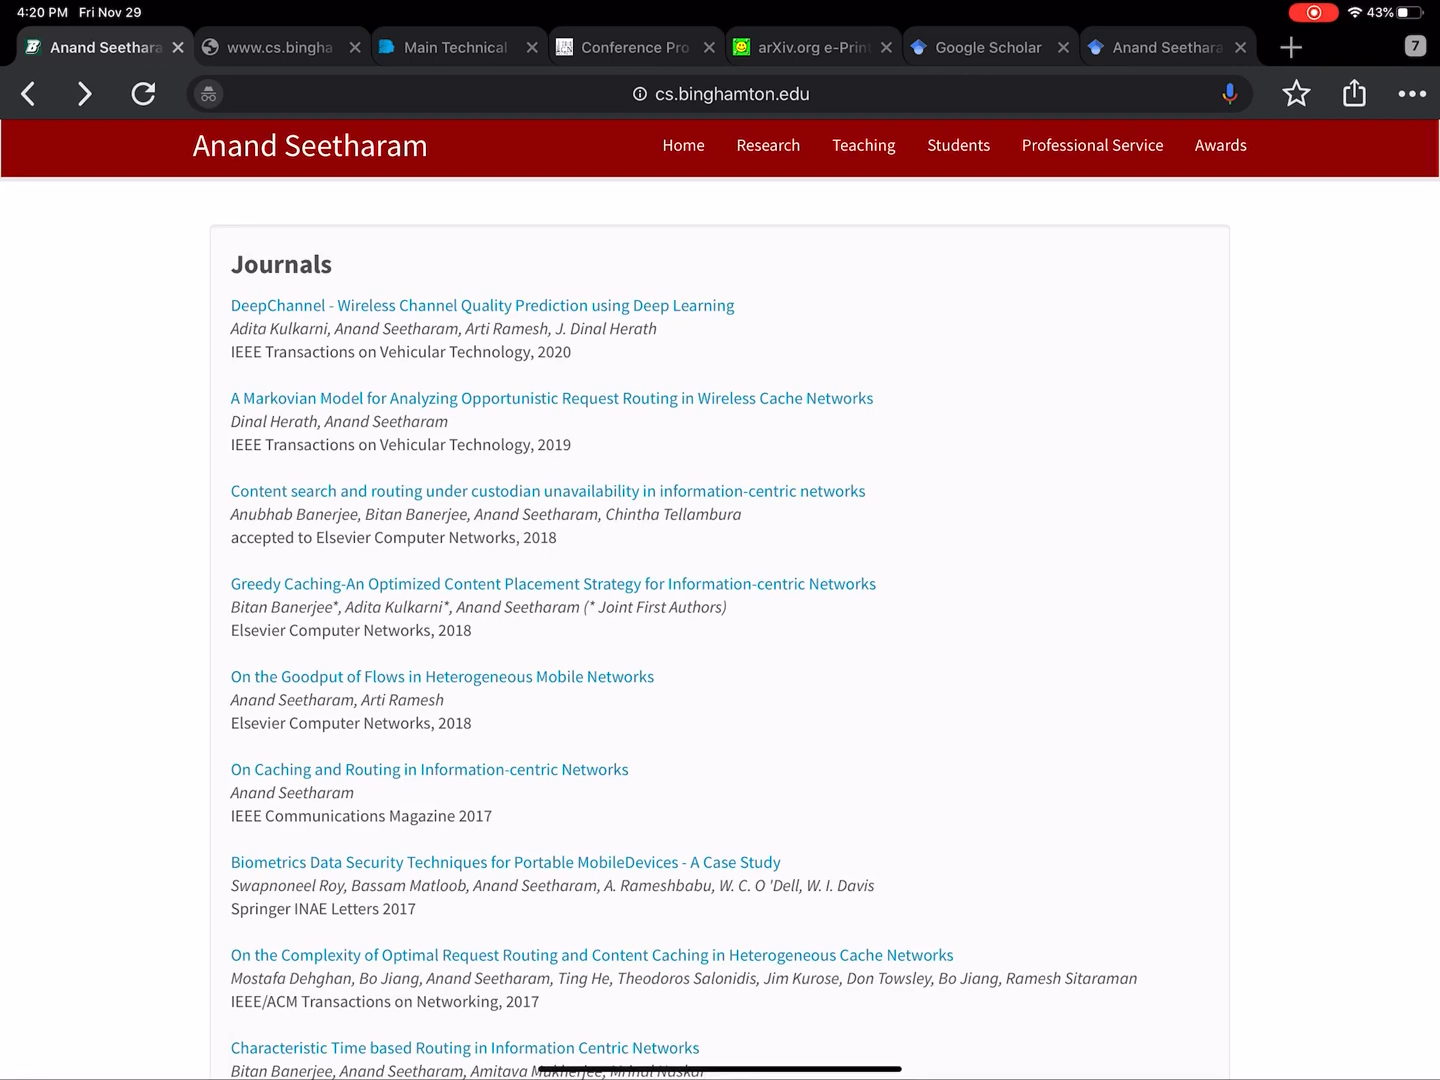 4:20 PM Fri Nov 29
43%
Anand Seethara
www.cs.bingha
Main Technical
Conference Pro
arXiv.org e-Print
Google Scholar
Anand Seethara
7
cs.binghamton.edu
Anand Seetharam
Home Research Teaching Students Professional Service Awards
Journals
DeepChannel - Wireless Channel Quality Prediction using Deep Learning
Adita Kulkarni, Anand Seetharam, Arti Ramesh, J. Dinal Herath
IEEE Transactions on Vehicular Technology, 2020
A Markovian Model for Analyzing Opportunistic Request Routing in Wireless Cache Networks
Dinal Herath, Anand Seetharam
IEEE Transactions on Vehicular Technology, 2019
Content search and routing under custodian unavailability in information-centric networks
Anubhab Banerjee, Bitan Banerjee, Anand Seetharam, Chintha Tellambura
accepted to Elsevier Computer Networks, 2018
Greedy Caching-An Optimized Content Placement Strategy for Information-centric Networks
Bitan Banerjee*, Adita Kulkarni*, Anand Seetharam (* Joint First Authors)
Elsevier Computer Networks, 2018
On the Goodput of Flows in Heterogeneous Mobile Networks
Anand Seetharam, Arti Ramesh
Elsevier Computer Networks, 2018
On Caching and Routing in Information-centric Networks
Anand Seetharam
IEEE Communications Magazine 2017
Biometrics Data Security Techniques for Portable MobileDevices - A Case Study
Swapnoneel Roy, Bassam Matloob, Anand Seetharam, A. Rameshbabu, W. C. O 'Dell, W. I. Davis
Springer INAE Letters 2017
On the Complexity of Optimal Request Routing and Content Caching in Heterogeneous Cache Networks
Mostafa Dehghan, Bo Jiang, Anand Seetharam, Ting He, Theodoros Salonidis, Jim Kurose, Don Towsley, Bo Jiang, Ramesh Sitaraman
IEEE/ACM Transactions on Networking, 2017
Characteristic Time based Routing in Information Centric Networks
Bitan Banerjee, Anand Seetharam, Amitava Mukherjee, Mrinal Naskar